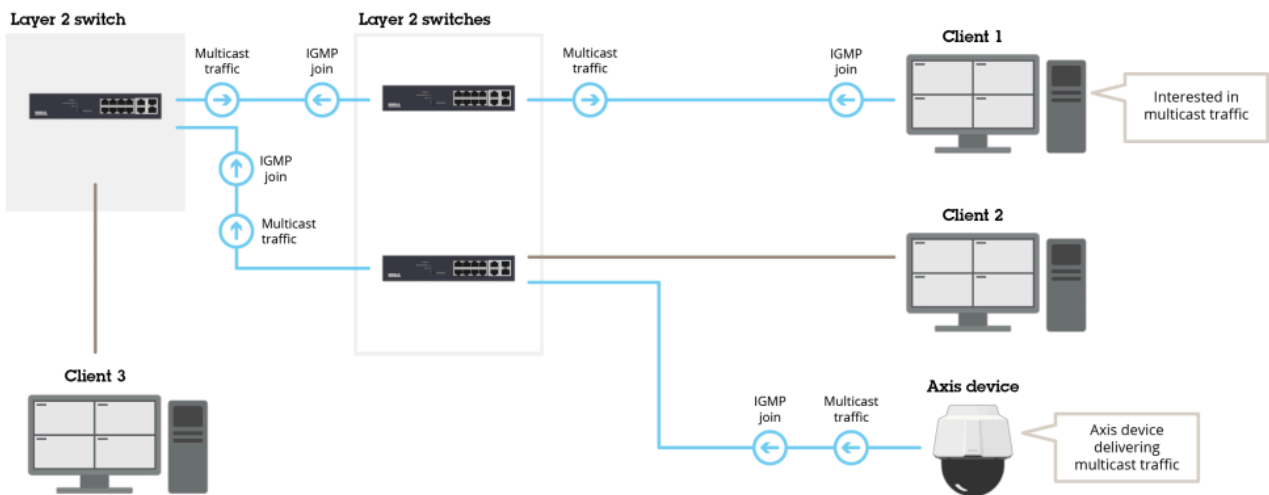 Layer 2 switch
Layer 2 switches
Client 1
Multicast
traffic
IGMP
join
Multicast
traffic
IGMP
join
Interested in
multicast traffic
IGMP
join
Multicast
traffic
Client 2
Client 3
Axis device
IGMP
join
Multicast
traffic
Axis device
delivering
multicast traffic